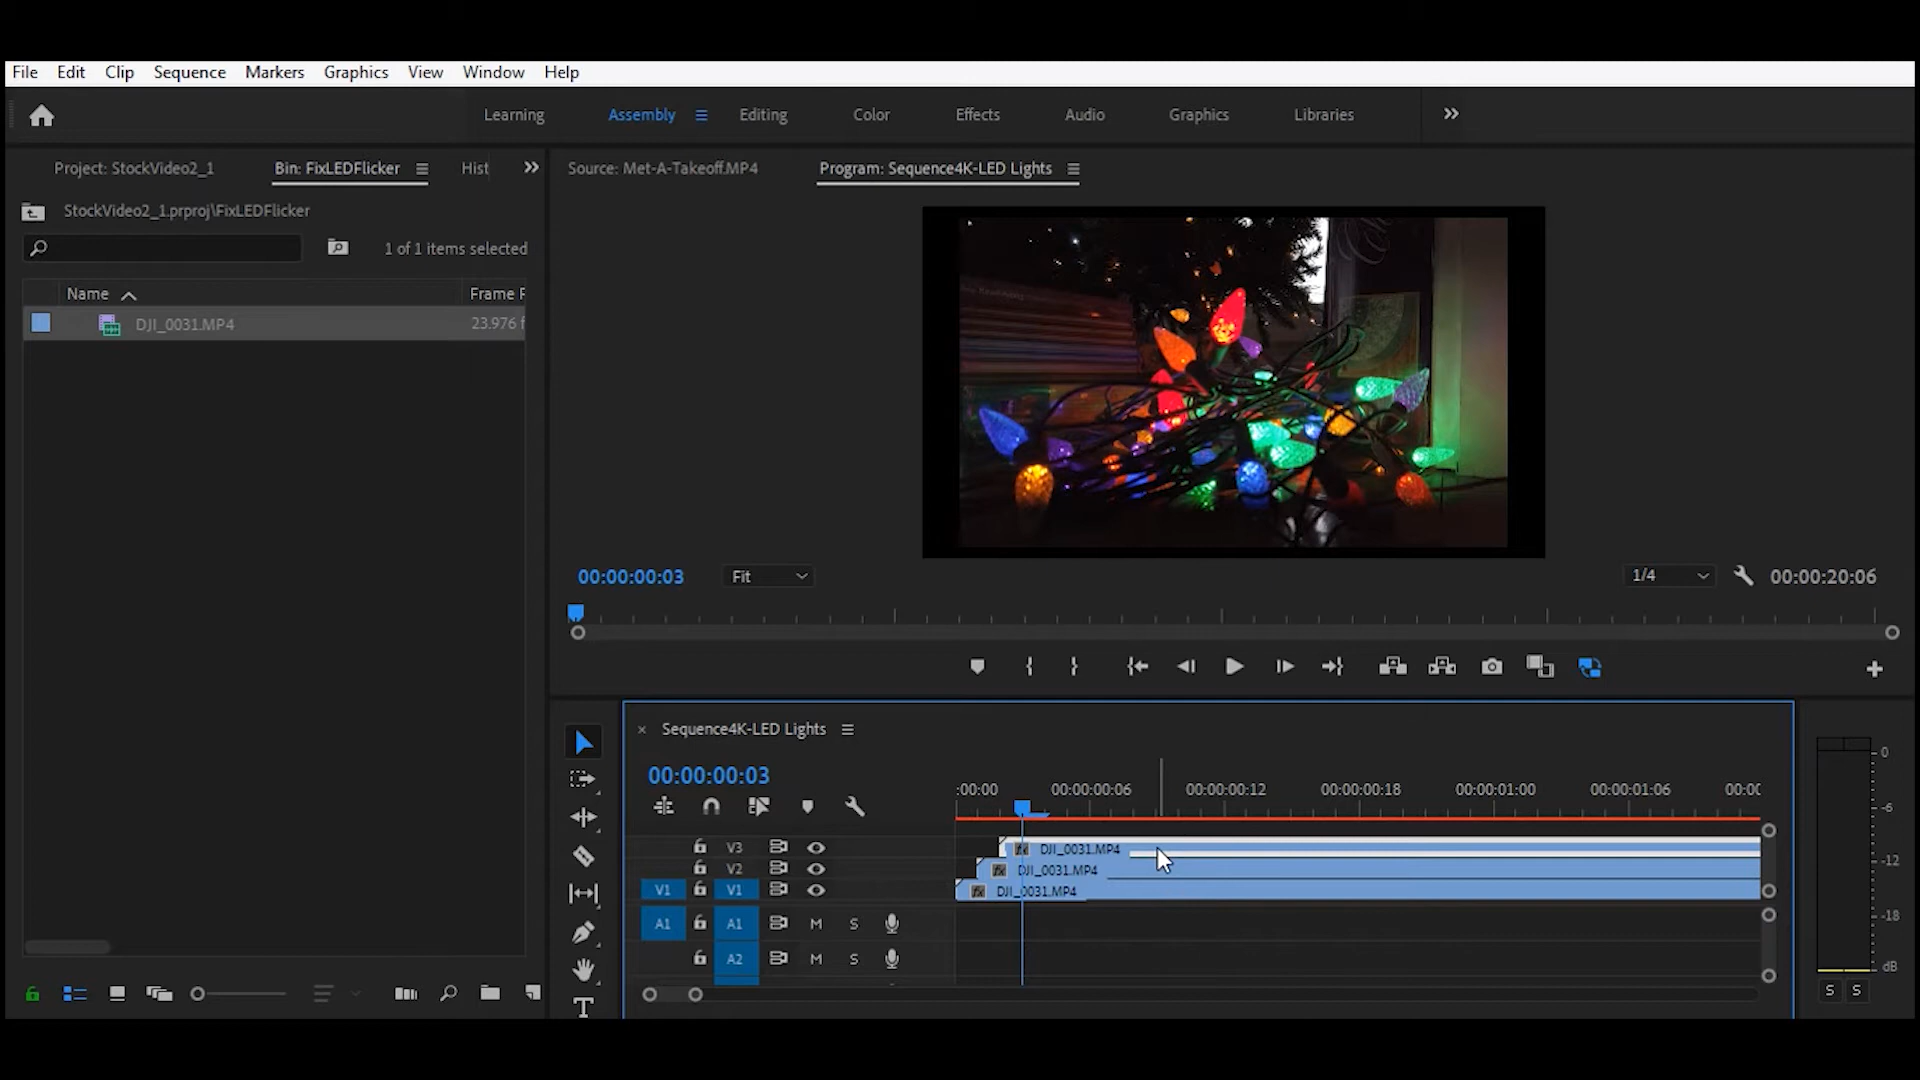 File Edit Clip Sequence Markers Graphics View Window Help
Learning Assembly Editing Color Effects Audio Graphics Libraries
Project: StockVideo2_1 Bin: FixLEDFlicker Hist
Source: Met-A-Takeoff.MP4 Program: Sequence4K-LED Lights
StockVideo2_1.prproj\FixLEDFlicker
1 of 1 items selected
Name Frame F
DJI_0031.MP4 23.976 f
00:00:00:03 Fit 1/4 00:00:20:06
Sequence4K-LED Lights
00:00:00:03
:00:00 00:00:00:06 00:00:00:12 00:00:00:18 00:00:01:00 00:00:01:06 00:00
V3 fx DJI_0031.MP4
V2 fx DJI_0031.MP4
V1 V1 fx DJI_0031.MP4
A1 A1 M S
A2 M S
0
-6
-12
-18
dB
S S